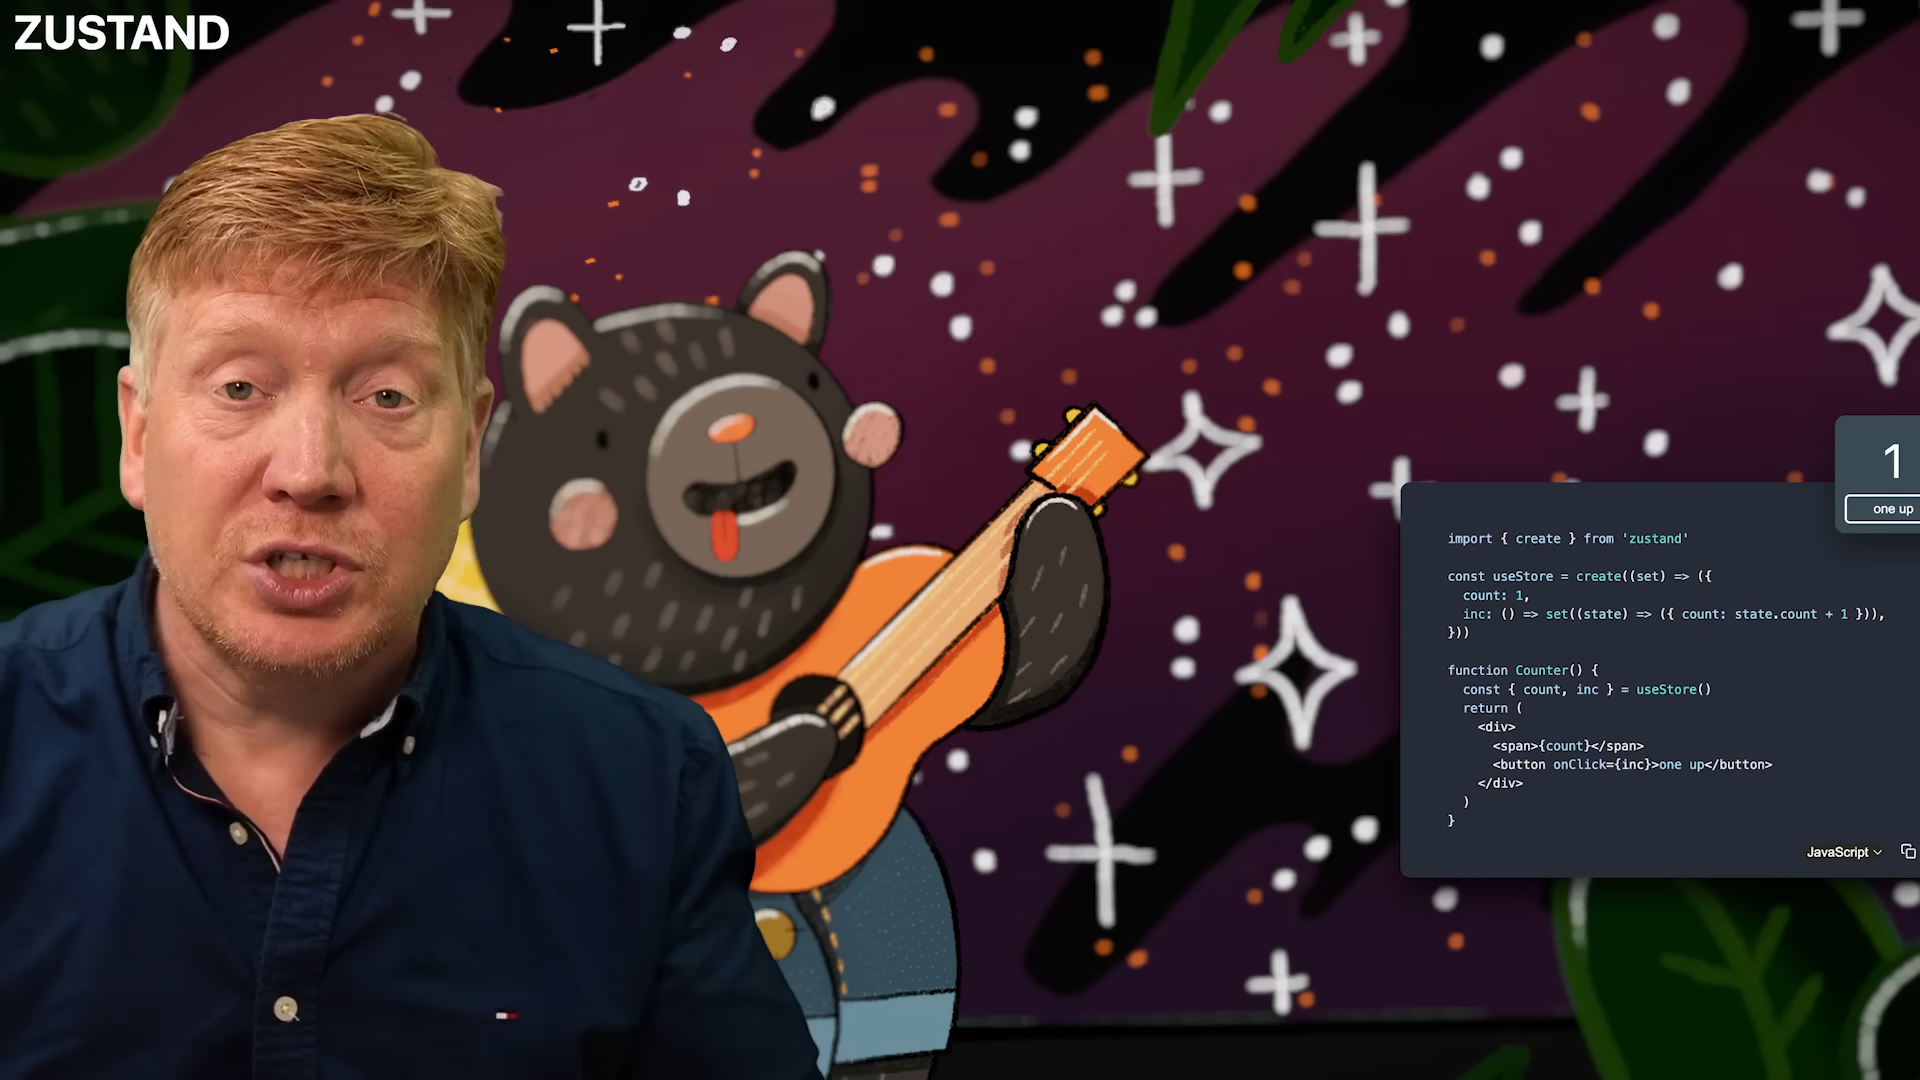 ZUSTAND
1
one up
import { create } from 'zustand'
const useStore = create((set) => ({
  count: 1,
  inc: () => set((state) => ({ count: state.count + 1 })),
}))
function Counter() {
  const { count, inc } = useStore()
  return (
    <div>
      <span>{count}</span>
      <button onClick={inc}>one up</button>
    </div>
  )
}
JavaScript